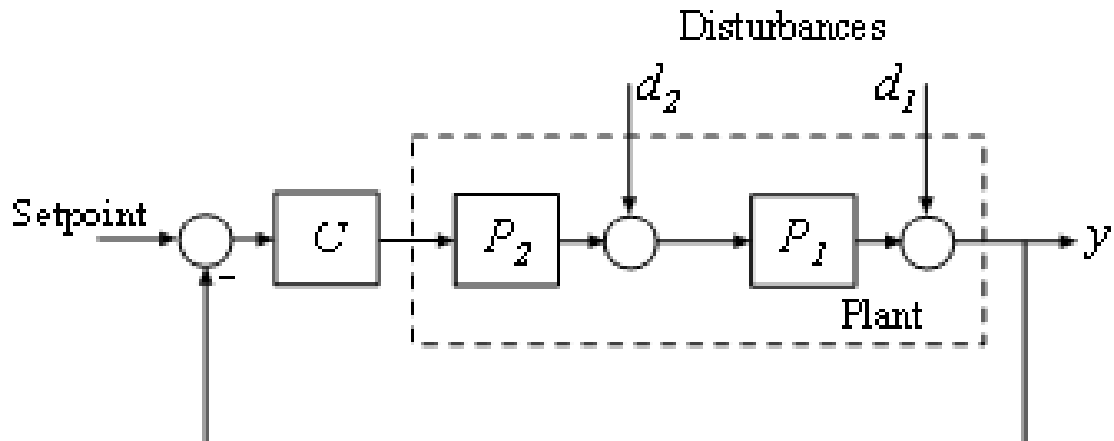 Disturbances
d2
d1
Setpoint
C
P2
P1
y
-
Plant